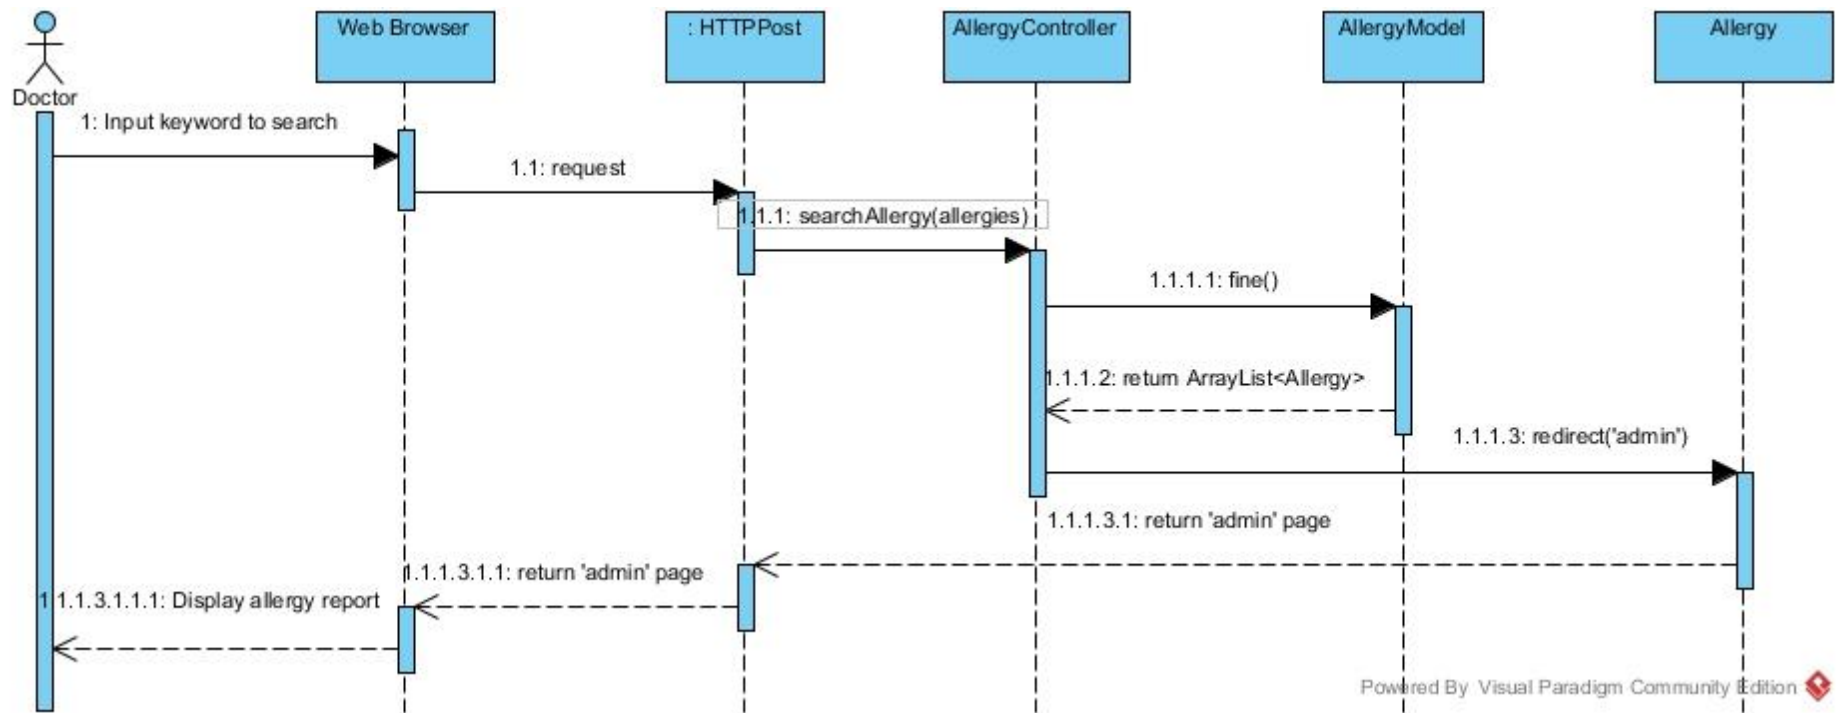 Web Browser
: HTTPPost
AllergyController
AllergyModel
Allergy
Doctor
1: Input keyword to search
1.1: request
1.1.1: searchAllergy(allergies)
1.1.1.1: fine()
1.1.1.2: return ArrayList<Allergy>
1.1.1.3: redirect('admin')
1.1.1.3.1: return 'admin' page
1.1.1.3.1.1: return 'admin' page
1.1.1.3.1.1.1: Display allergy report
Powered By Visual Paradigm Community Edition